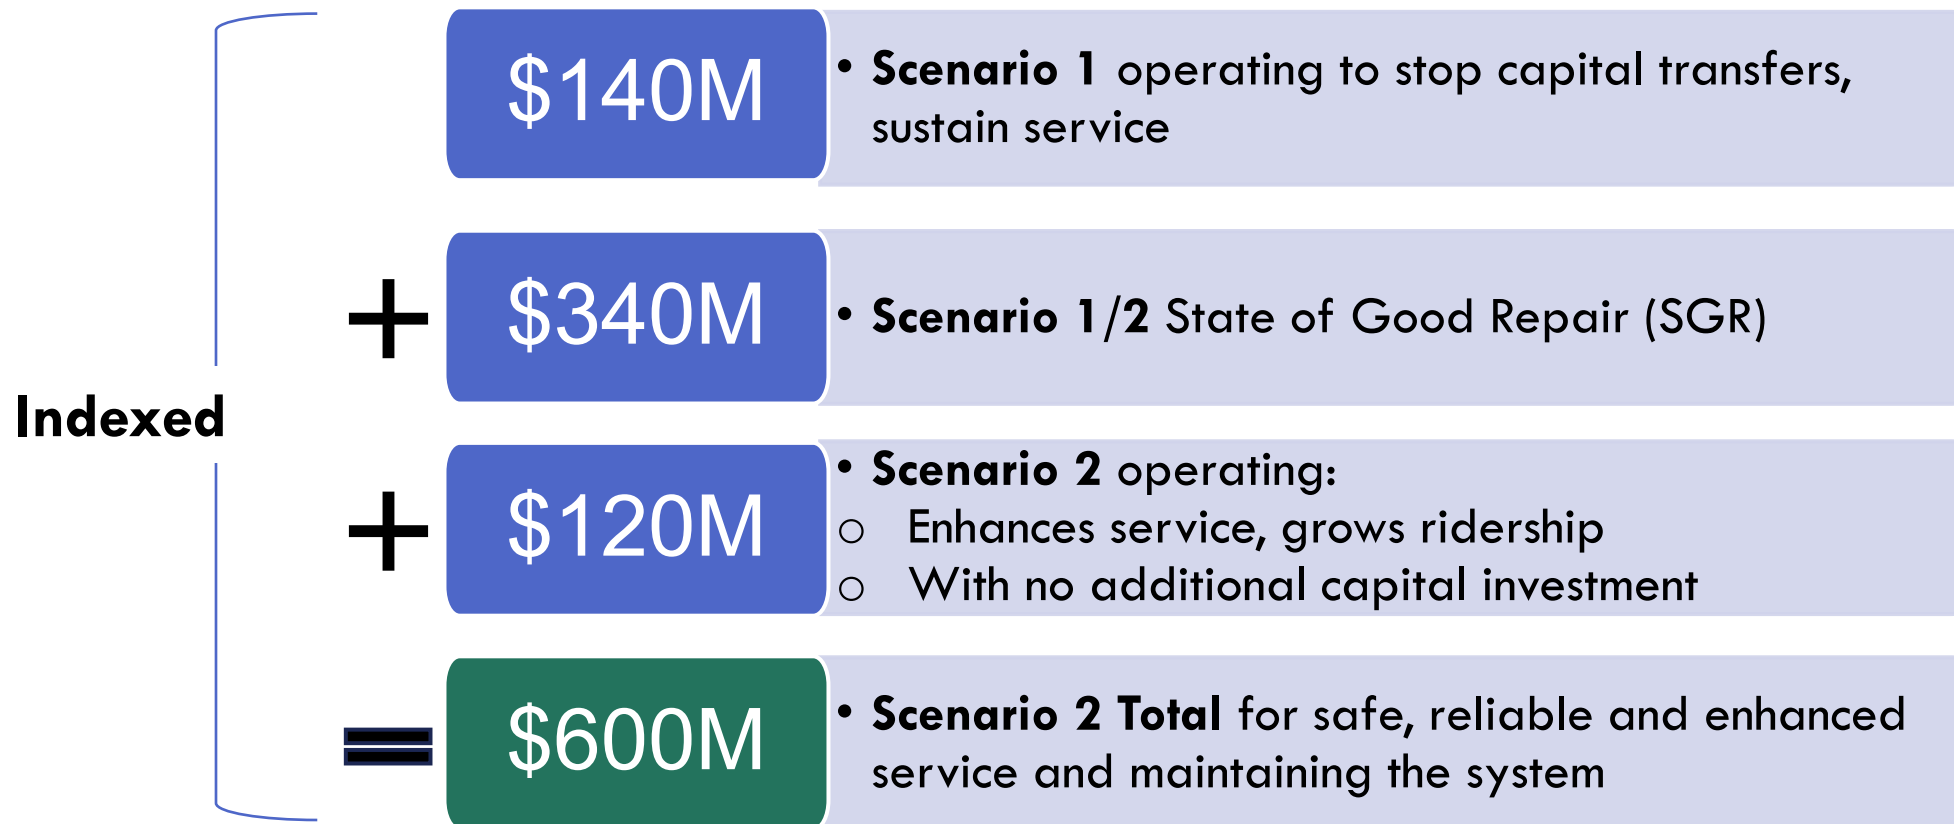 $140M
• Scenario 1 operating to stop capital transfers,
sustain service
+
$340M
• Scenario 1/2 State of Good Repair (SGR)
Indexed
+
$120M
• Scenario 2 operating:
o Enhances service, grows ridership
o With no additional capital investment
=
$600M
• Scenario 2 Total for safe, reliable and enhanced
service and maintaining the system